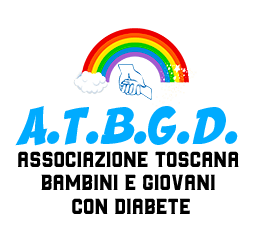 A.T.B.G.D.
ASSOCIAZIONE TOSCANA
BAMBINI E GIOVANI
CON DIABETE